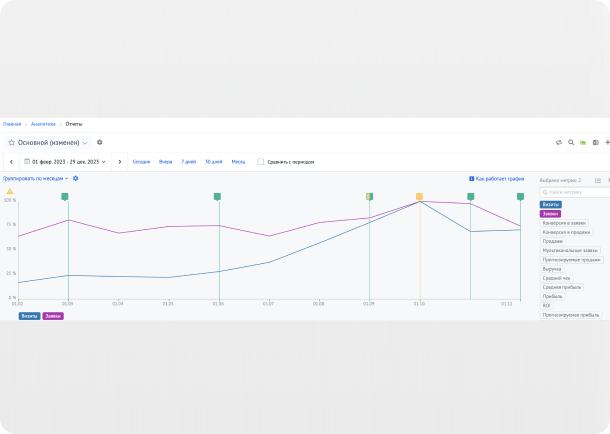 Главная > Аналитика > Отчеты
Основной (изменен)
01 февр. 2023 - 29 дек. 2023
Сегодня Вчера 7 дней 30 дней Месяц Сравнить с периодом
Группировать по месяцам
Как работает график
100 %
75 %
50 %
25 %
0 %
01.02 01.03 01.04 01.05 01.06 01.07 01.08 01.09 01.10 01.12
Визиты Заявки
Выбрано метрик: 2
Найти метрику
Визиты
Заявки
Конверсия в заявки
Конверсия в продажи
Продажи
Мультиканальные заявки
Прогнозируемые продажи
Выручка
Средний чек
Средняя прибыль
Прибыль
ROI
Прогнозируемая прибыль